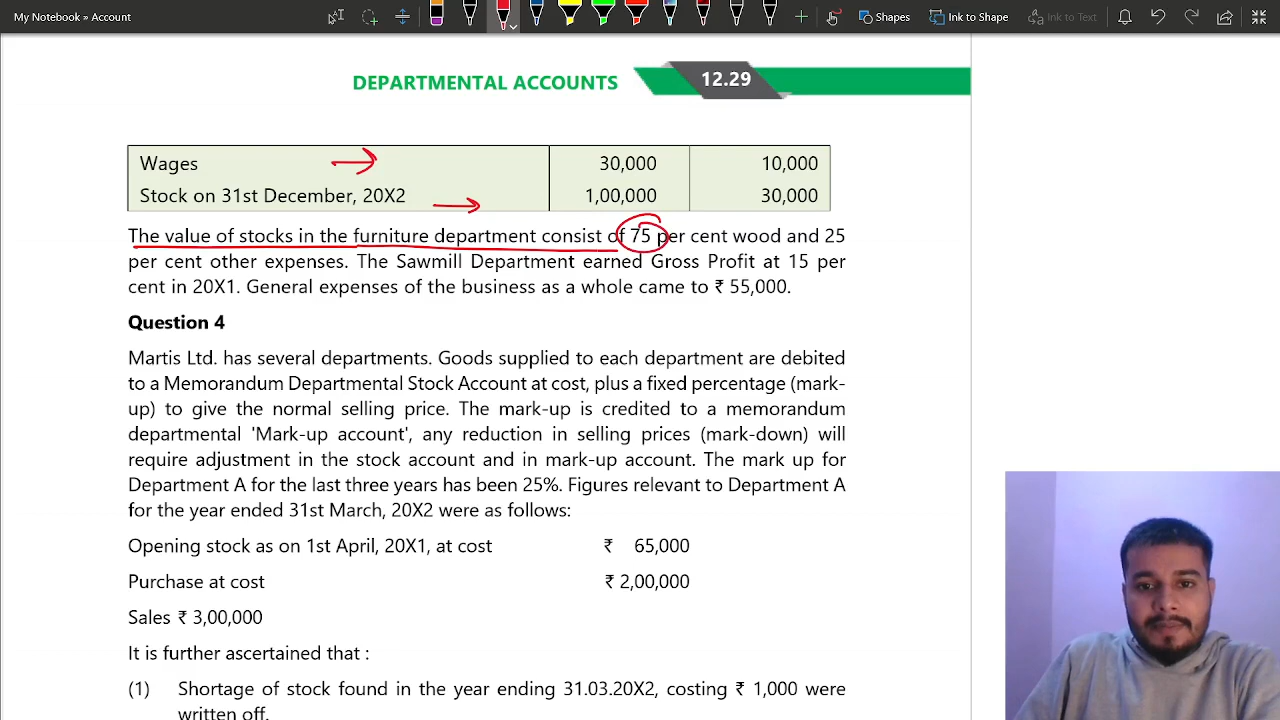 My Notebook » Account
Shapes
Ink to Shape
Ink to Text
DEPARTMENTAL ACCOUNTS 12.29
Wages 30,000 10,000
Stock on 31st December, 20X2 1,00,000 30,000
The value of stocks in the furniture department consist of 75 per cent wood and 25
per cent other expenses. The Sawmill Department earned Gross Profit at 15 per
cent in 20X1. General expenses of the business as a whole came to ₹ 55,000.
Question 4
Martis Ltd. has several departments. Goods supplied to each department are debited
to a Memorandum Departmental Stock Account at cost, plus a fixed percentage (mark-
up) to give the normal selling price. The mark-up is credited to a memorandum
departmental 'Mark-up account', any reduction in selling prices (mark-down) will
require adjustment in the stock account and in mark-up account. The mark up for
Department A for the last three years has been 25%. Figures relevant to Department A
for the year ended 31st March, 20X2 were as follows:
Opening stock as on 1st April, 20X1, at cost ₹ 65,000
Purchase at cost ₹ 2,00,000
Sales ₹ 3,00,000
It is further ascertained that :
(1) Shortage of stock found in the year ending 31.03.20X2, costing ₹ 1,000 were
written off.